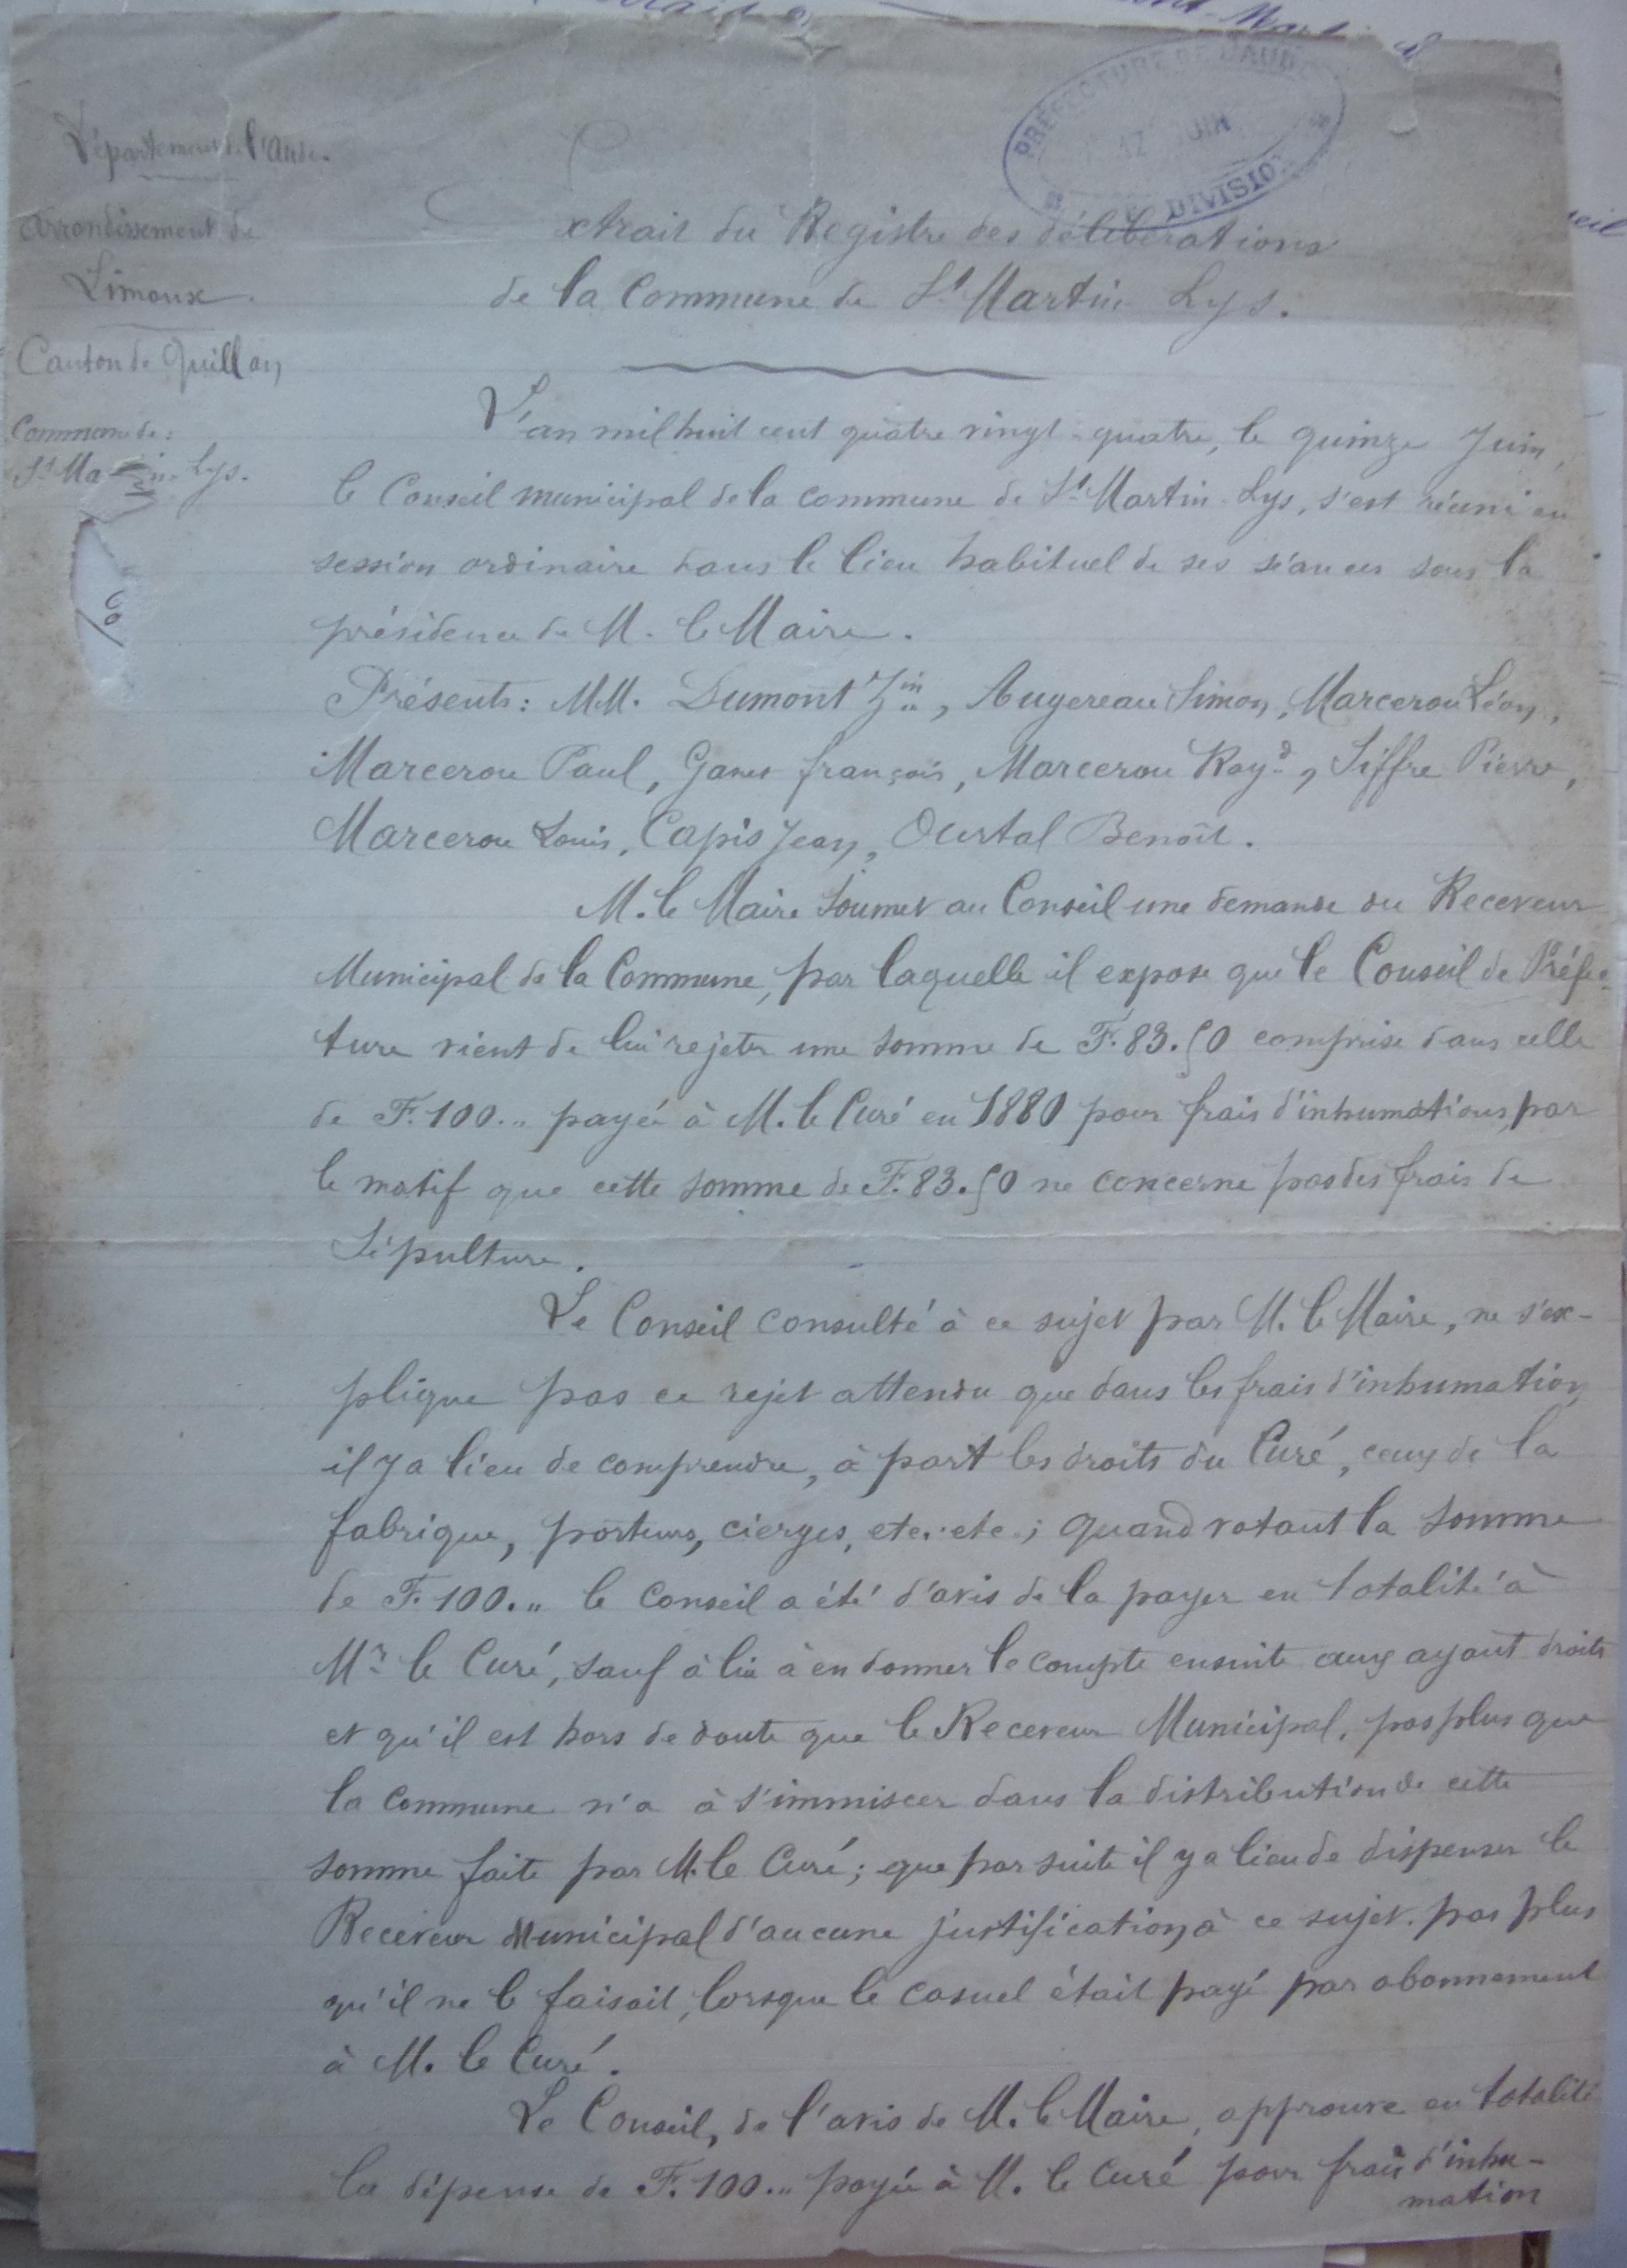 PRÉFECTURE DE L'AUDE
17 JUIN
DIVISION
Département de l'Aude.
Arrondissement de
Limoux.
Canton de Quillan
Commune de :
St Martin-Lys.
Extrait du Registre des délibérations
de la Commune de St Martin Lys.
L'an mil huit cent quatre vingt-quatre, le quinze Juin,
le Conseil municipal de la commune de St Martin-Lys, s'est réuni en
session ordinaire dans le lieu habituel de ses séances sous la
présidence de M. le Maire.
Présents : MM. Dumont Jin, Augereau Simon, Marcerou Léon,
Marcerou Paul, François, Marcerou Rayd, Siffre Pierre,
Marcerou Louis, Capis Jean, Ourtal Benoît.
M. le Maire soumet au Conseil une demande du Receveur
Municipal de la Commune, par laquelle il expose que le Conseil de Préfec-
ture vient de lui rejeter une somme de F. 83.50 comprise dans celle
de F. 100.„ payée à M. le Curé en 1880 pour frais d'inhumations, par
le motif que cette somme de F. 83.50 ne concerne pas des frais de
Sépulture.
Le Conseil consulté à ce sujet par M. le Maire, ne s'ex-
plique pas ce rejet attendu que dans les frais d'inhumation
il y a lieu de comprendre, à part les droits du Curé, ceux de la
fabrique, porteurs, cierges, etc. etc. ; quand votant la somme
de F. 100.„ le Conseil a été d'avis de la payer en totalité à
Mr le Curé, sauf à lui à en donner le compte ensuite aux ayant droits
et qu'il est hors de doute que le Receveur Municipal, pas plus que
la Commune n'a à s'immiscer dans la distribution de cette
somme faite par M. le Curé ; que par suite il y a lieu de dispenser le
Receveur Municipal d'aucune justification à ce sujet. pas plus
qu'il ne le faisait, lorsque le casuel était payé par abonnement
à M. le Curé.
Le Conseil, de l'avis de M. le Maire, approuve en totalité
la dépense de F. 100.„ payée à M. le Curé pour frais d'inhu-
mation